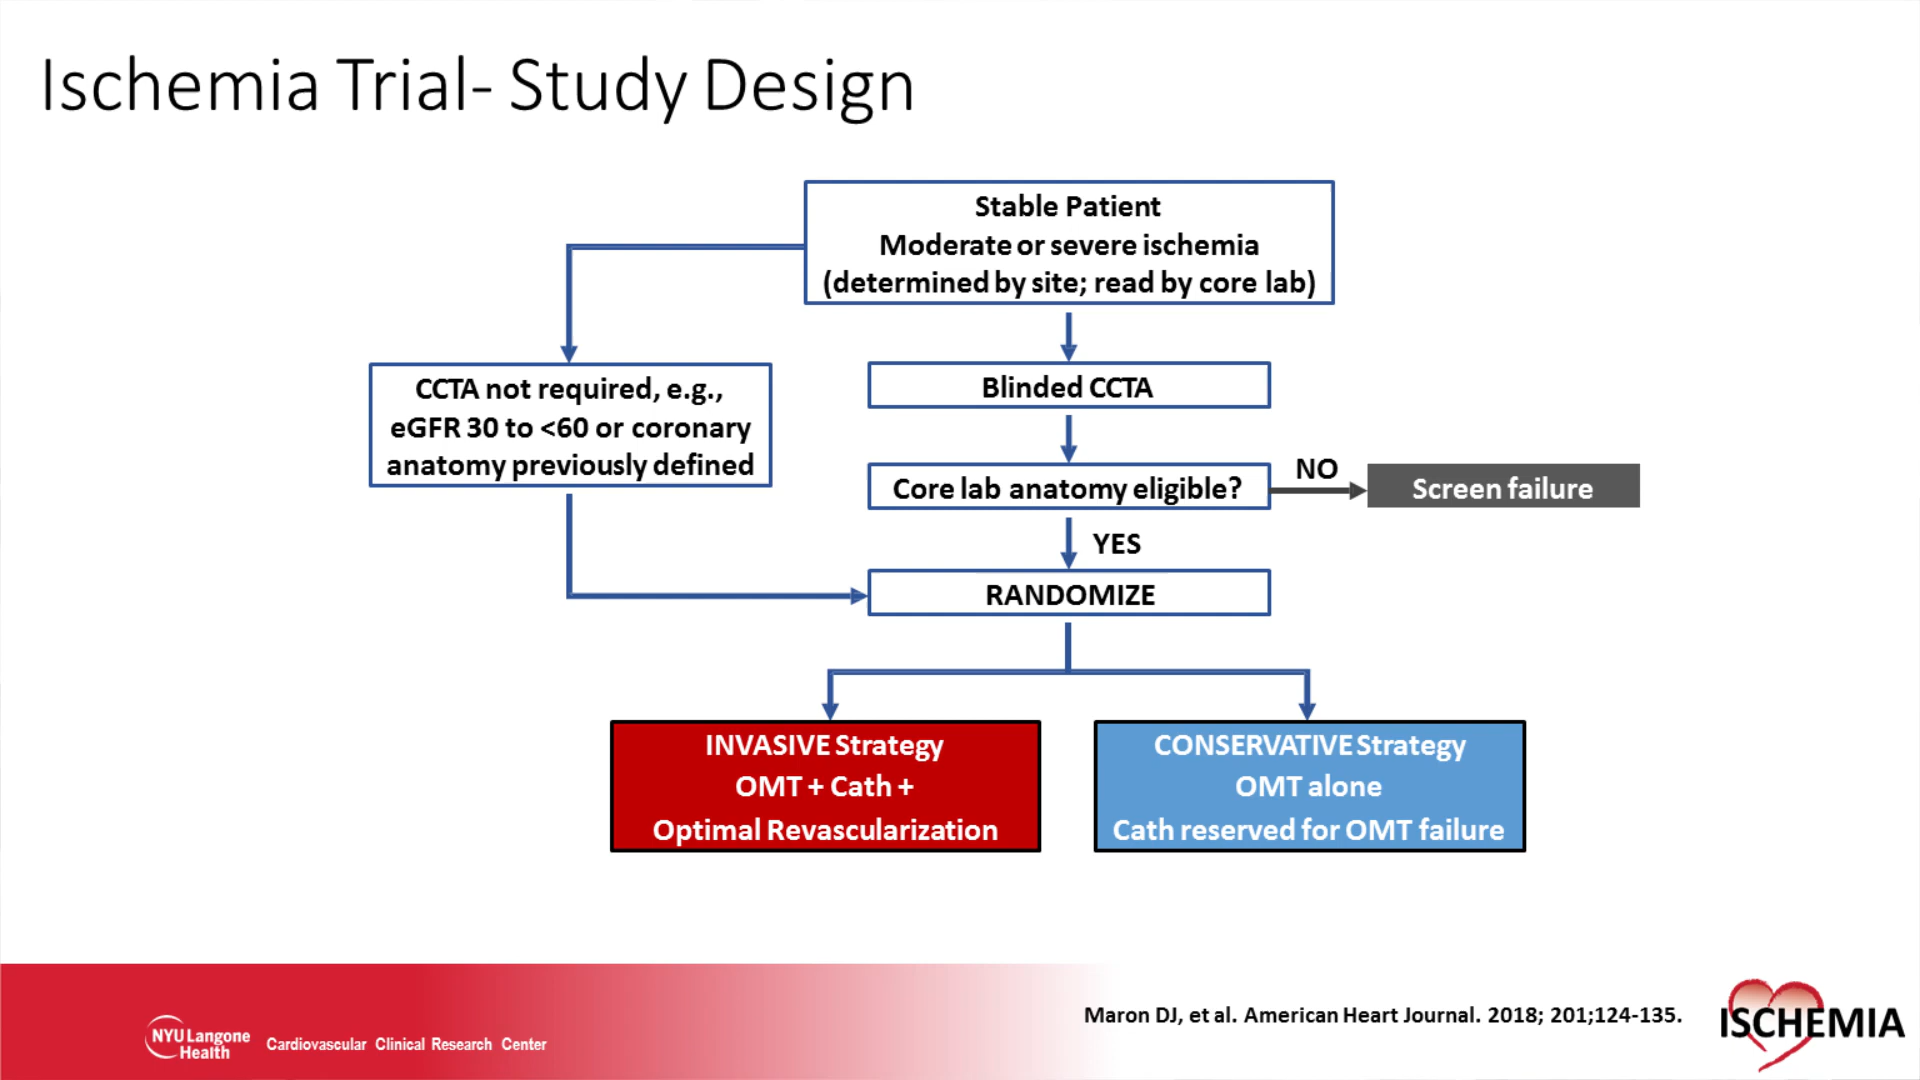 Ischemia Trial- Study Design
Stable Patient
Moderate or severe ischemia
(determined by site; read by core lab)
CCTA not required, e.g.,
eGFR 30 to <60 or coronary
anatomy previously defined
Blinded CCTA
Core lab anatomy eligible?
NO
Screen failure
YES
RANDOMIZE
INVASIVE Strategy
OMT + Cath +
Optimal Revascularization
CONSERVATIVE Strategy
OMT alone
Cath reserved for OMT failure
Maron DJ, et al. American Heart Journal. 2018; 201;124-135.
ISCHEMIA
NYU Langone
Health
Cardiovascular Clinical Research Center